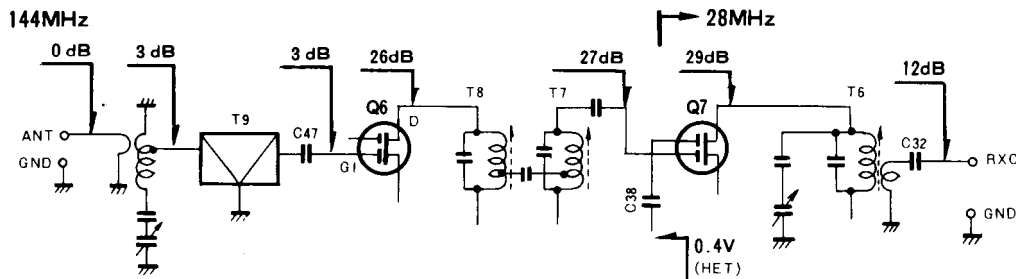 144MHz
28MHz
0 dB
3 dB
3 dB
26dB
27dB
29dB
12dB
T9
C47
Q6
D
G1
T8
T7
Q7
T6
C32
ANT
GND
C38
RXO
GND
0.4V
(HET)